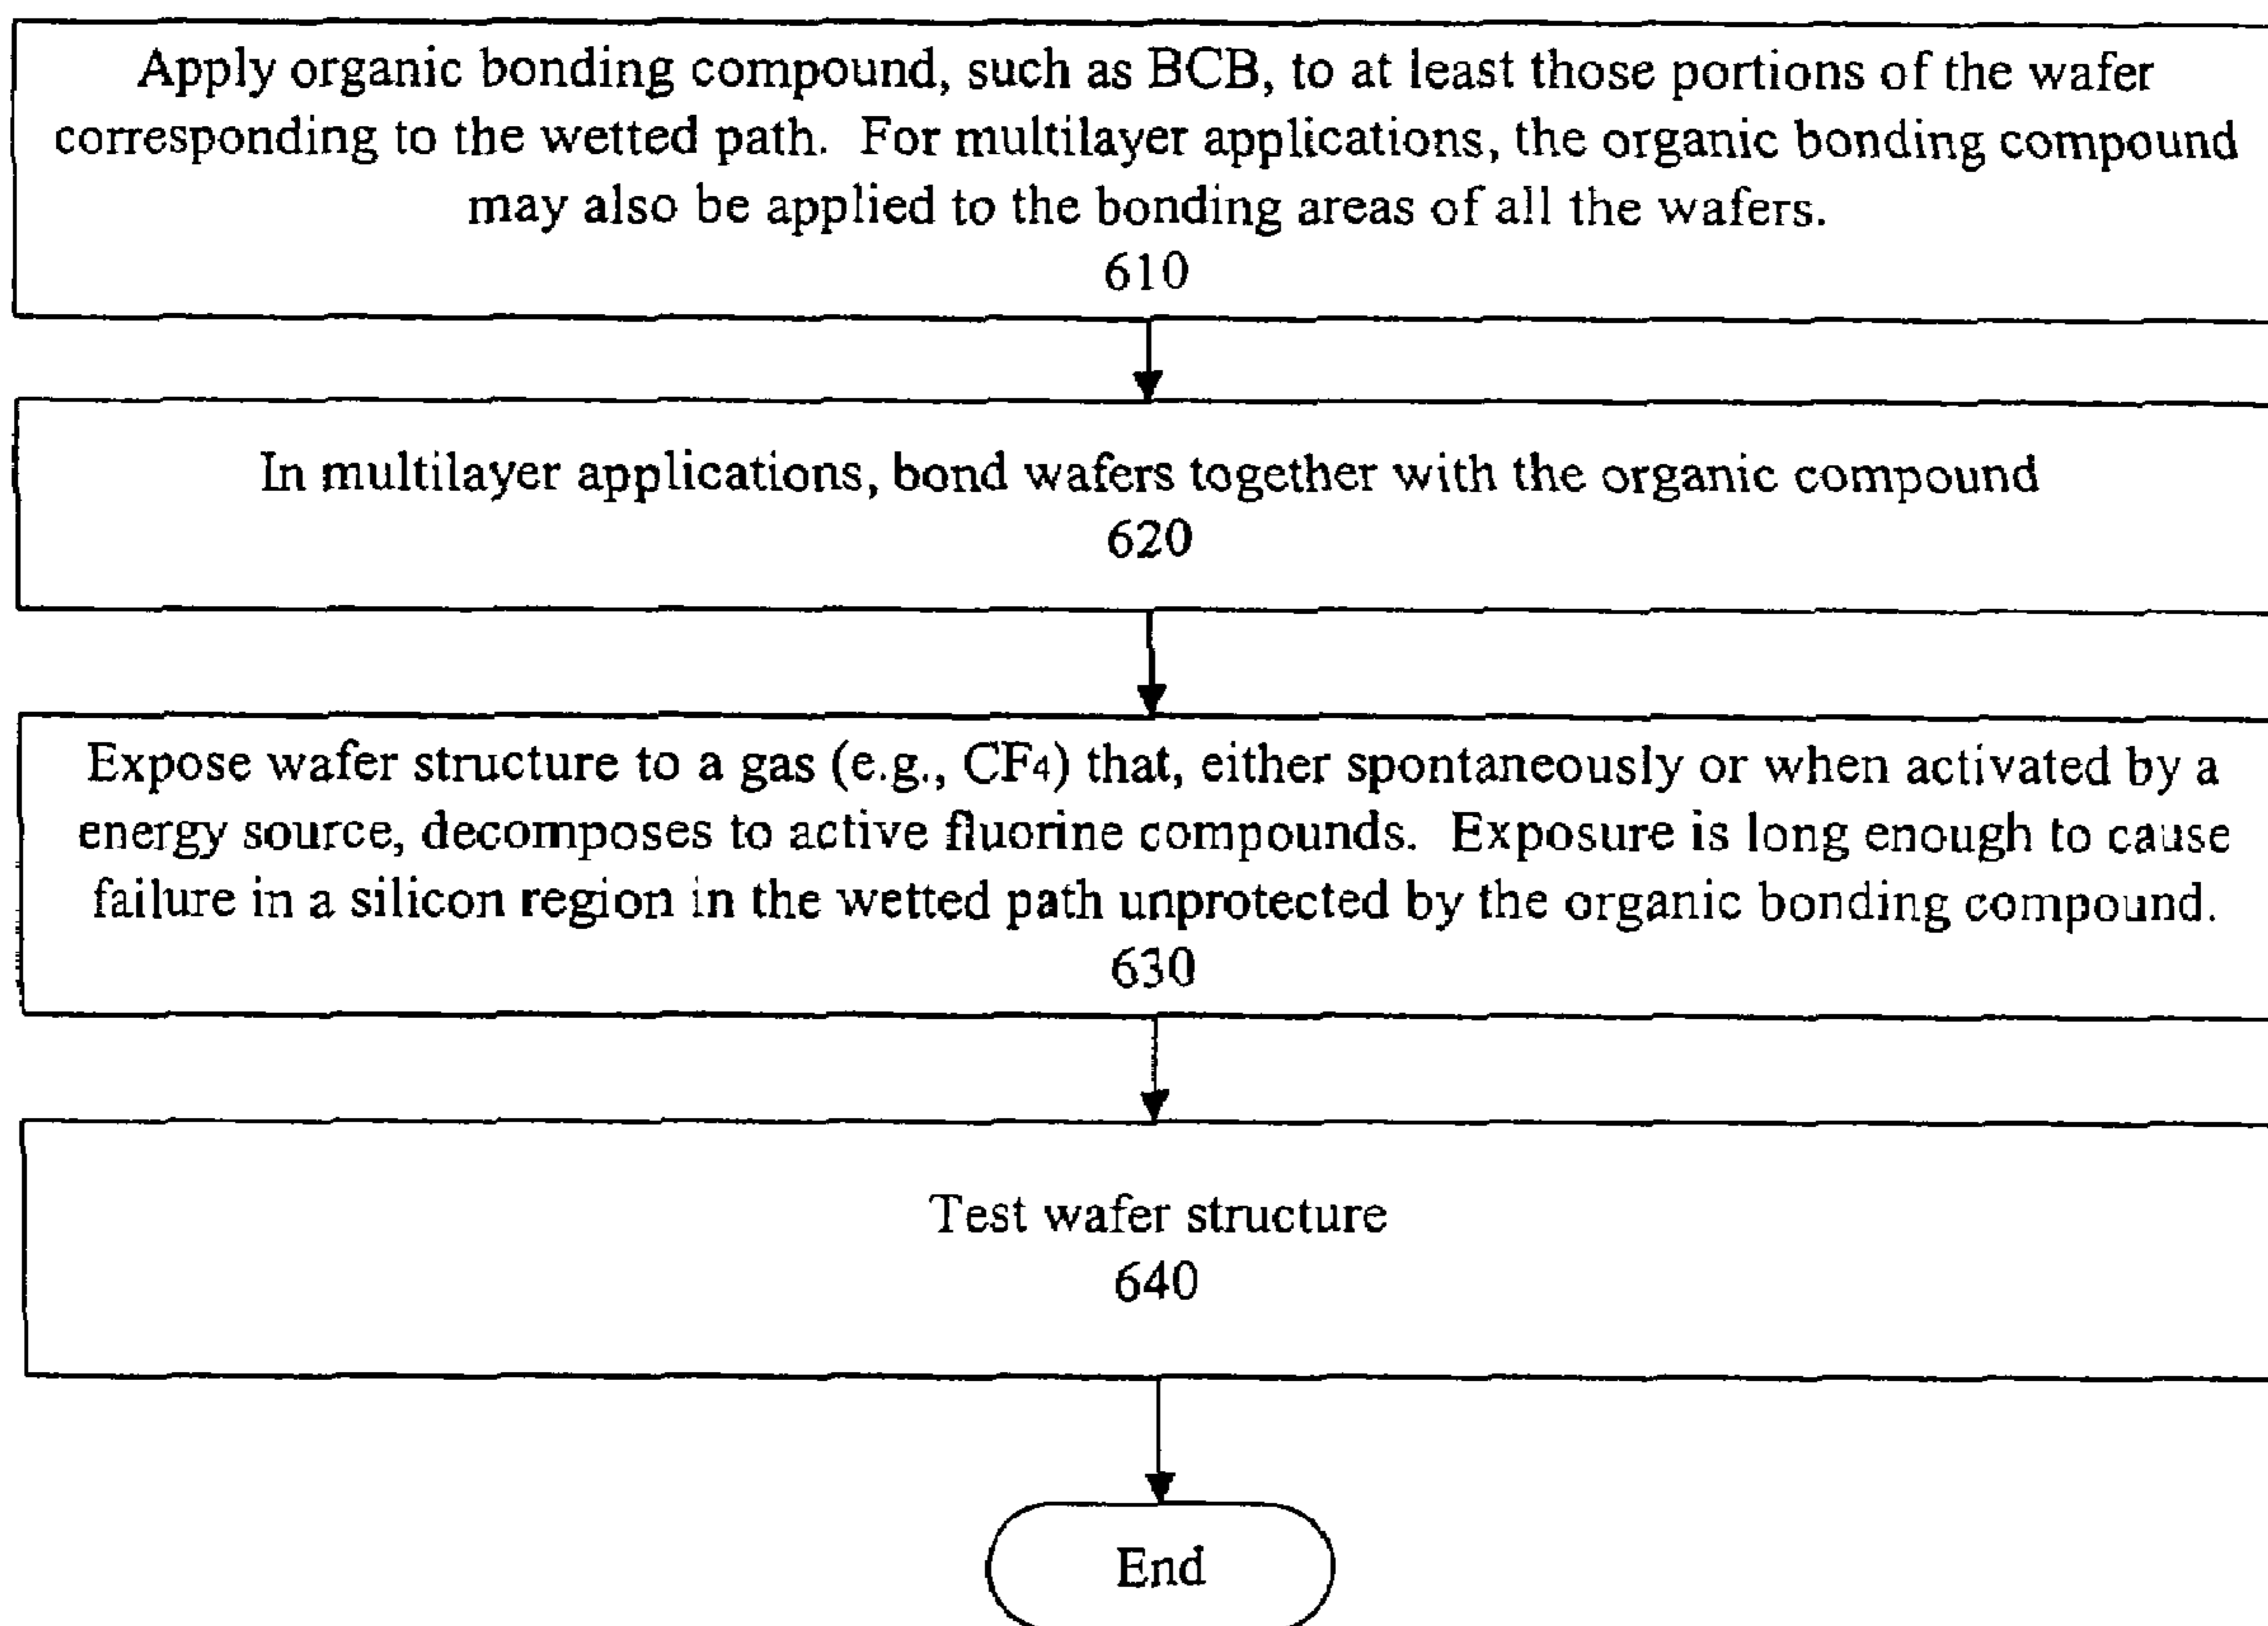 Apply organic bonding compound, such as BCB, to at least those portions of the wafer
corresponding to the wetted path. For multilayer applications, the organic bonding compound
may also be applied to the bonding areas of all the wafers.
610
In multilayer applications, bond wafers together with the organic compound
620
Expose wafer structure to a gas (e.g., CF4) that, either spontaneously or when activated by a
energy source, decomposes to active fluorine compounds. Exposure is long enough to cause
failure in a silicon region in the wetted path unprotected by the organic bonding compound.
630
Test wafer structure
640
End